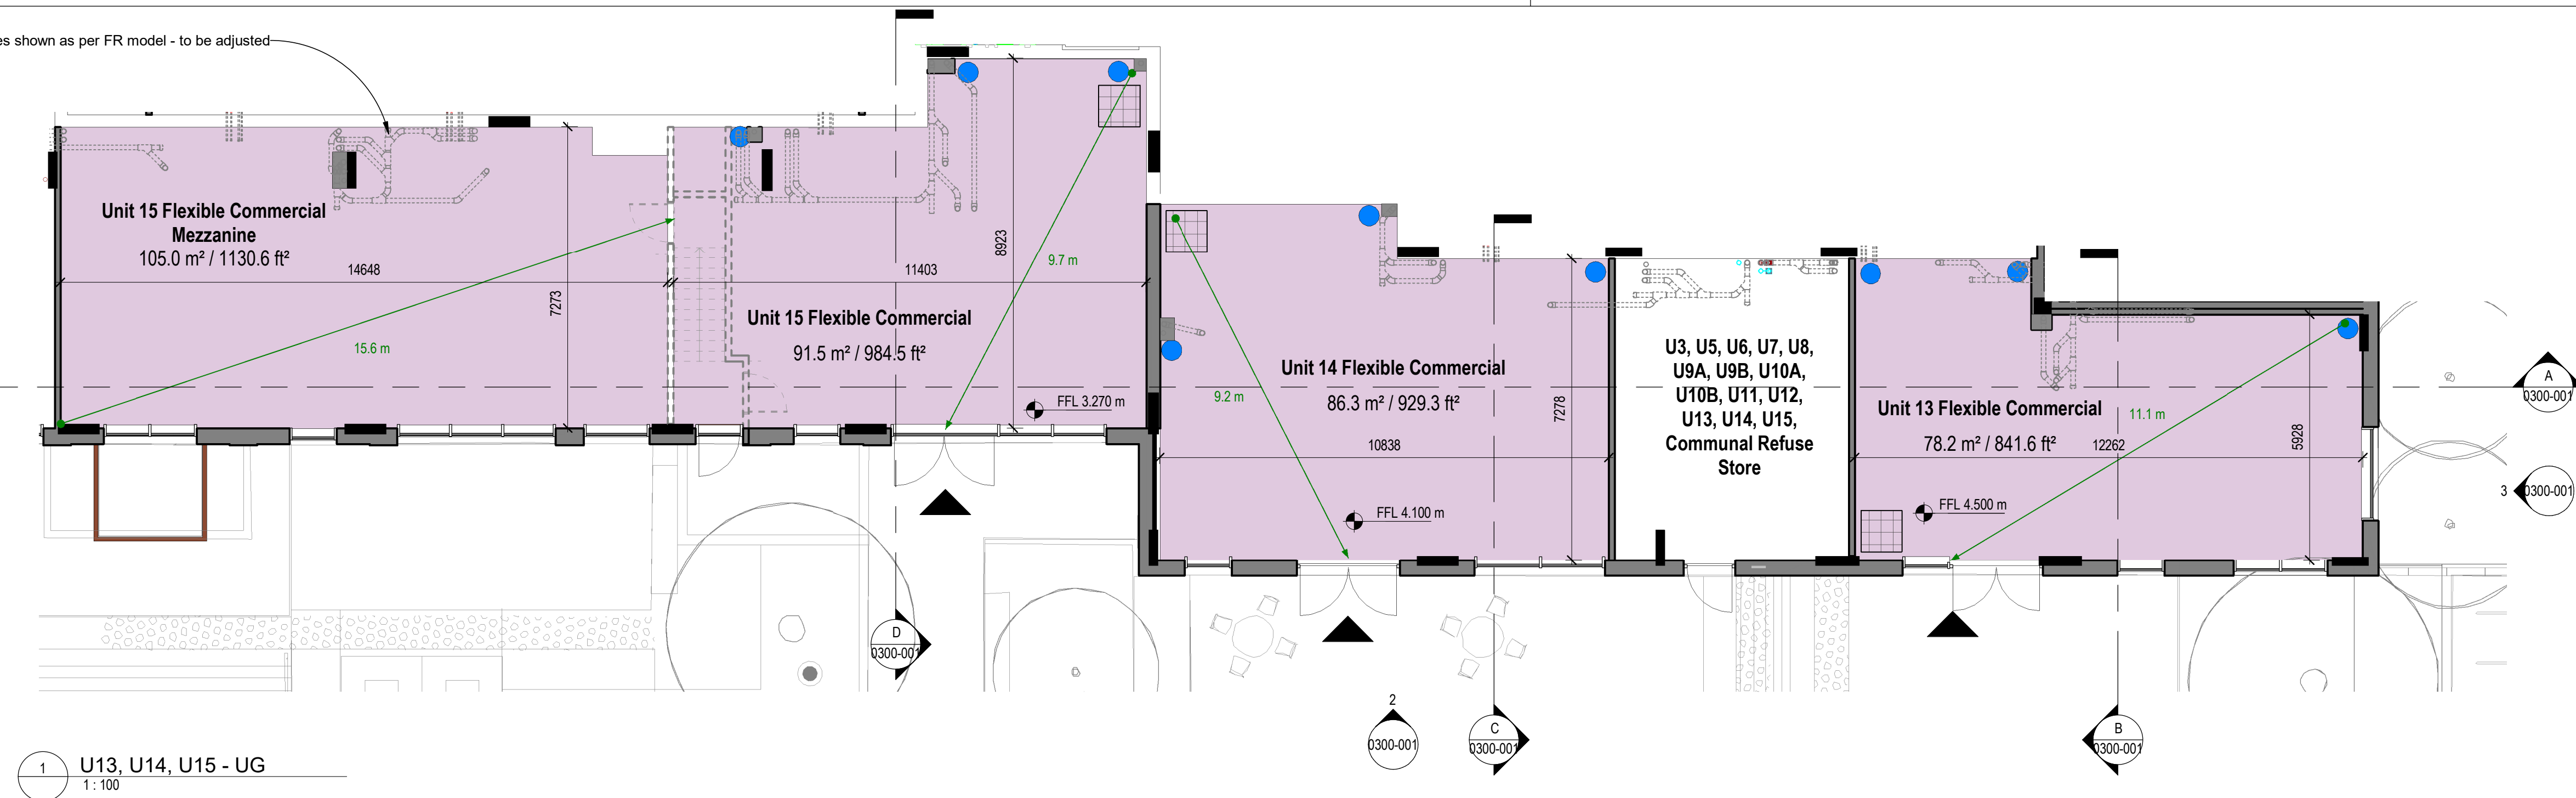 es shown as per FR model - to be adjusted
Unit 15 Flexible Commercial
Mezzanine
105.0 m² / 1130.6 ft²
14648
7273
15.6 m
Unit 15 Flexible Commercial
91.5 m² / 984.5 ft²
11403
8923
9.7 m
FFL 3.270 m
Unit 14 Flexible Commercial
86.3 m² / 929.3 ft²
9.2 m
10838
7278
FFL 4.100 m
U3, U5, U6, U7, U8,
U9A, U9B, U10A,
U10B, U11, U12,
U13, U14, U15,
Communal Refuse
Store
Unit 13 Flexible Commercial
78.2 m² / 841.6 ft²
12262
5928
11.1 m
FFL 4.500 m
A
0300-001
3
0300-001
D
0300-001
2
0300-001
C
0300-001
B
0300-001
1
U13, U14, U15 - UG
1 : 100